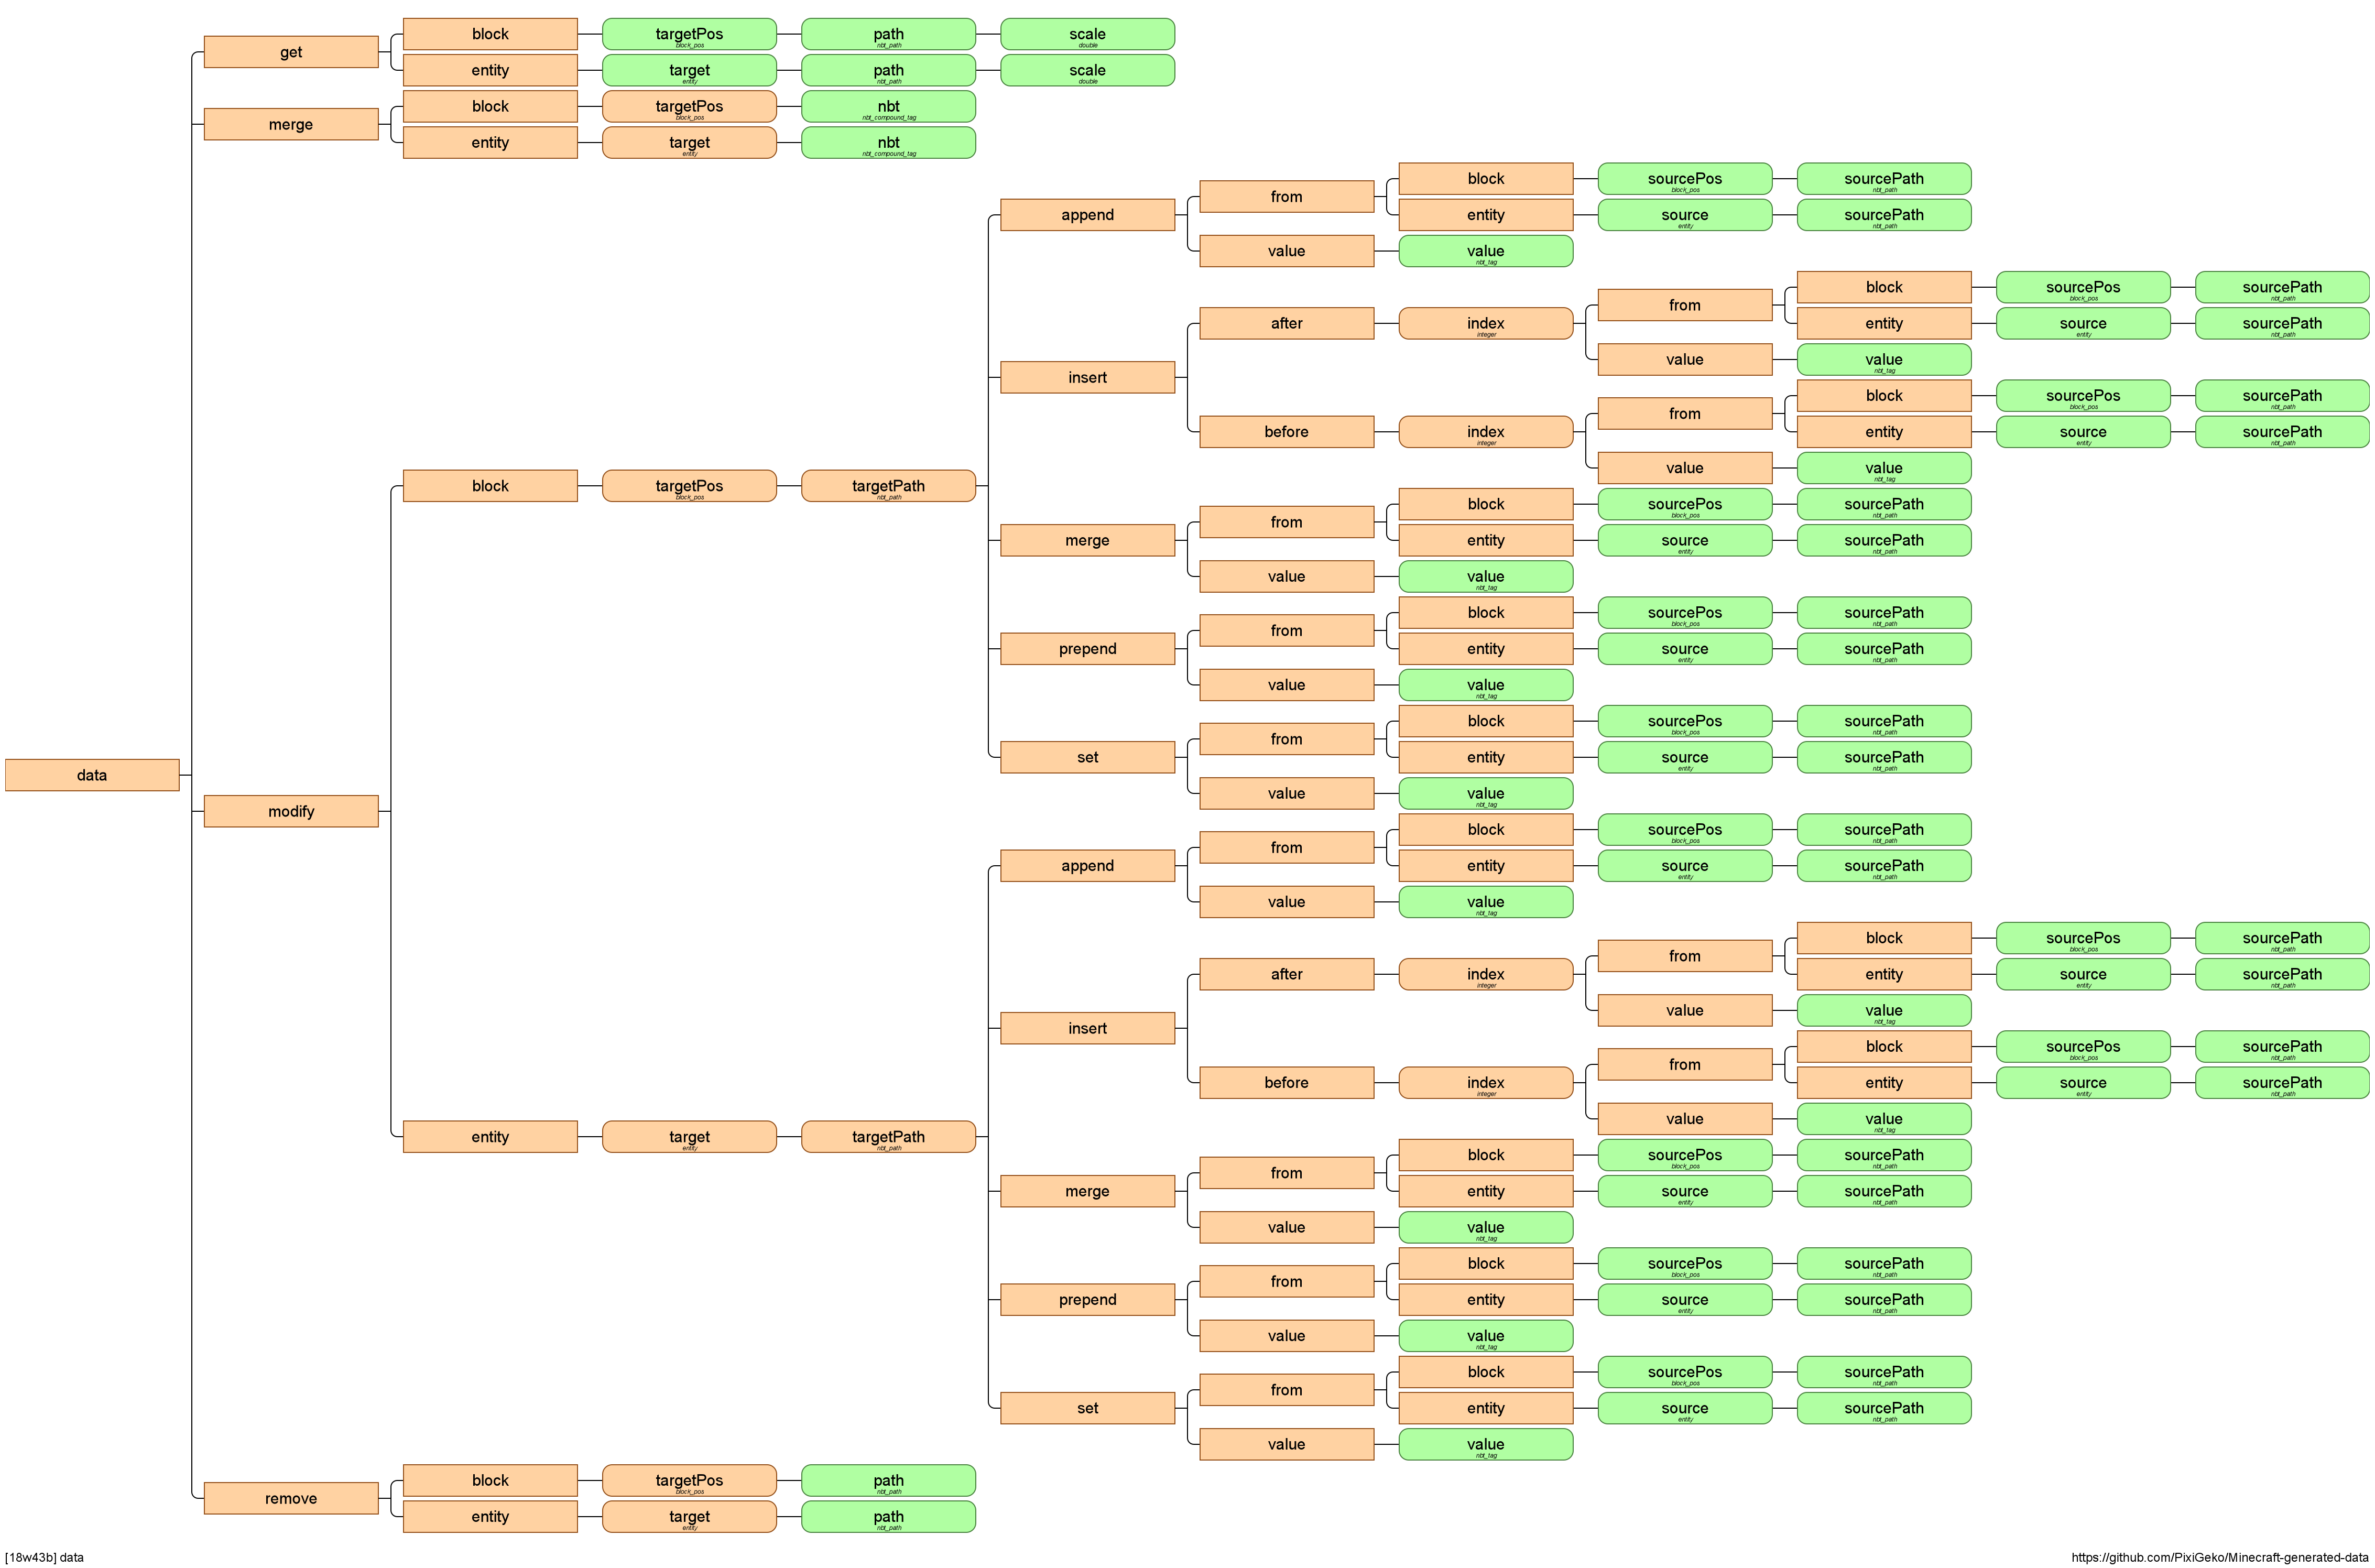 block targetPos path scale
block_pos nbt_path double
get
entity target path scale
entity nbt_path double
block targetPos nbt
block_pos nbt_compound_tag
merge
entity target nbt
entity nbt_compound_tag
block sourcePos sourcePath
block_pos nbt_path
from
append entity source sourcePath
entity nbt_path
value value
nbt_tag
block sourcePos sourcePath
block_pos nbt_path
from
after index entity source sourcePath
integer entity nbt_path
value value
nbt_tag
insert
block sourcePos sourcePath
block_pos nbt_path
from
before index entity source sourcePath
integer entity nbt_path
value value
nbt_tag
block targetPos targetPath
block_pos nbt_path
block sourcePos sourcePath
block_pos nbt_path
from
merge entity source sourcePath
entity nbt_path
value value
nbt_tag
block sourcePos sourcePath
block_pos nbt_path
from
prepend entity source sourcePath
entity nbt_path
value value
nbt_tag
block sourcePos sourcePath
block_pos nbt_path
from
set entity source sourcePath
entity nbt_path
value value
nbt_tag
data
modify
block sourcePos sourcePath
block_pos nbt_path
from
append entity source sourcePath
entity nbt_path
value value
nbt_tag
block sourcePos sourcePath
block_pos nbt_path
from
after index entity source sourcePath
integer entity nbt_path
value value
nbt_tag
insert
block sourcePos sourcePath
block_pos nbt_path
from
before index entity source sourcePath
integer entity nbt_path
value value
nbt_tag
entity target targetPath
entity nbt_path
block sourcePos sourcePath
block_pos nbt_path
from
merge entity source sourcePath
entity nbt_path
value value
nbt_tag
block sourcePos sourcePath
block_pos nbt_path
from
prepend entity source sourcePath
entity nbt_path
value value
nbt_tag
block sourcePos sourcePath
block_pos nbt_path
from
set entity source sourcePath
entity nbt_path
value value
nbt_tag
block targetPos path
block_pos nbt_path
remove
entity target path
entity nbt_path
[18w43b] data
https://github.com/PixiGeko/Minecraft-generated-data